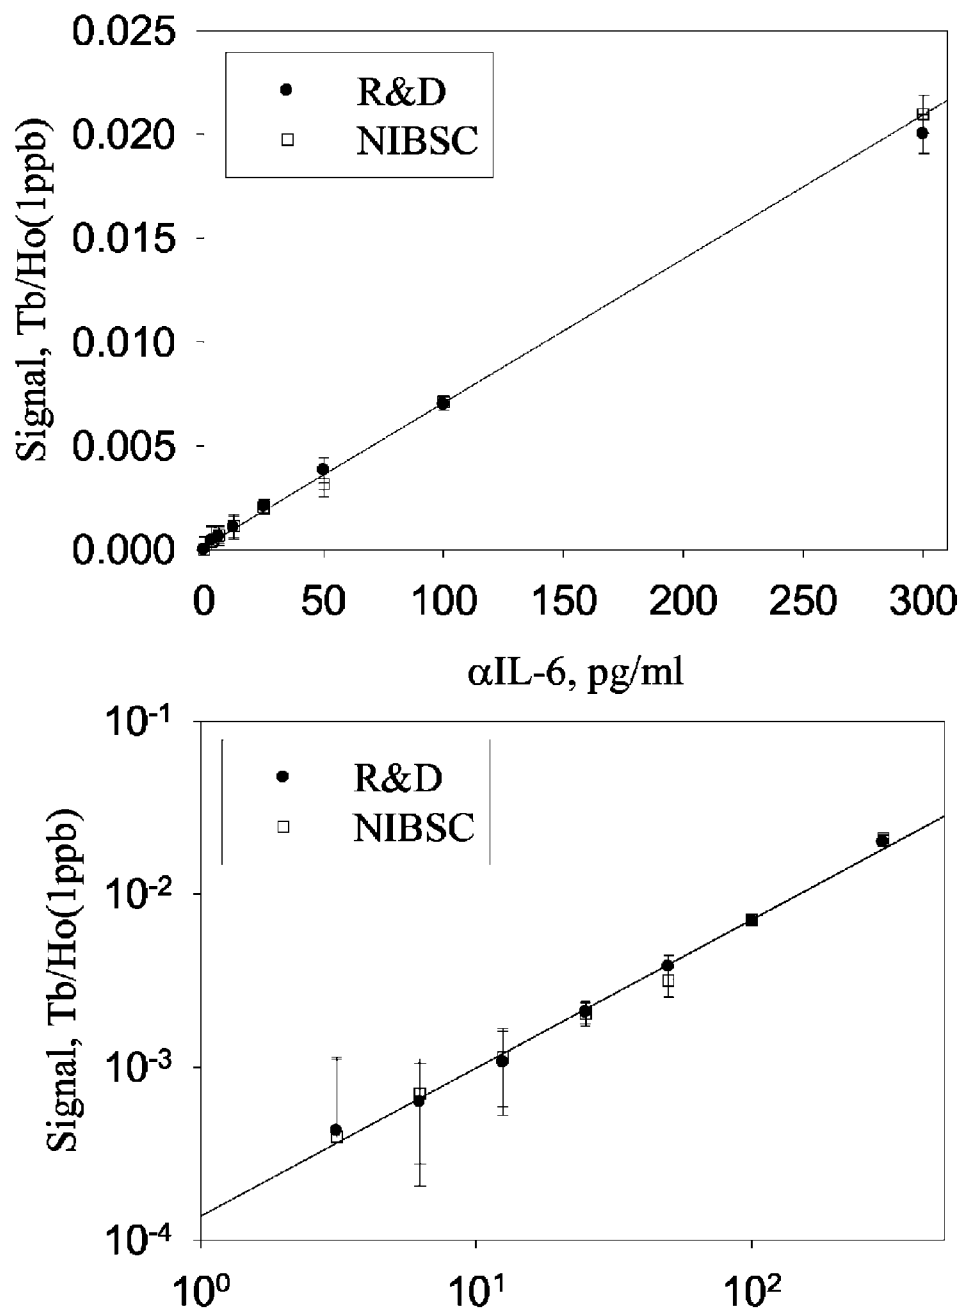 0.025
0.020
0.015
0.010
0.005
0.000
Signal, Tb/Ho(1ppb)
R&D
NIBSC
0 50 100 150 200 250 300
αIL-6, pg/ml
10⁻¹
10⁻²
10⁻³
10⁻⁴
Signal, Tb/Ho(1ppb)
R&D
NIBSC
10⁰ 10¹ 10²